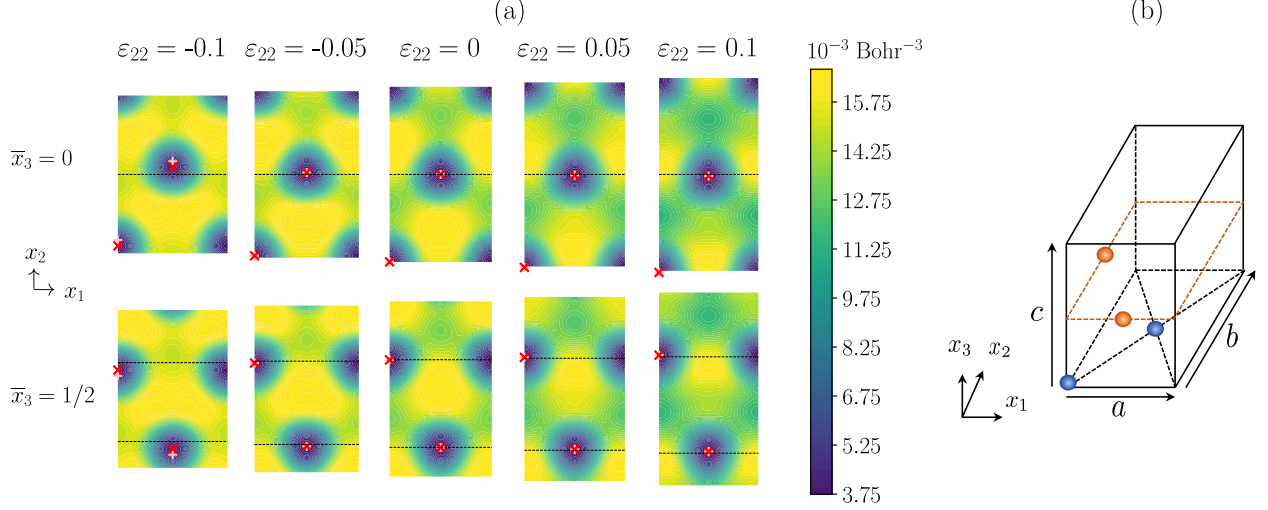 (a)
(b)
ε₂₂ = -0.1
ε₂₂ = -0.05
ε₂₂ = 0
ε₂₂ = 0.05
ε₂₂ = 0.1
10⁻³ Bohr⁻³
x̅₃ = 0
x̅₃ = 1/2
x₂
x₁
15.75
14.25
12.75
11.25
9.75
8.25
6.75
5.25
3.75
c
b
a
x₃
x₂
x₁